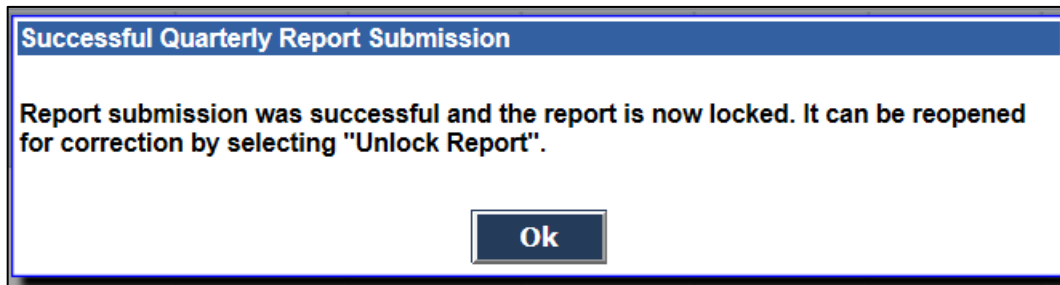 Successful Quarterly Report Submission
Report submission was successful and the report is now locked. It can be reopened
for correction by selecting "Unlock Report".
Ok